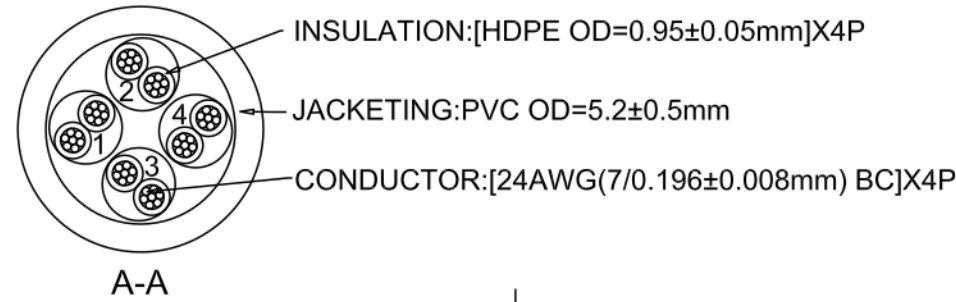 INSULATION:[HDPE OD=0.95±0.05mm]X4P
2
4
JACKETING:PVC OD=5.2±0.5mm
1
3
CONDUCTOR:[24AWG(7/0.196±0.008mm) BC]X4P
A-A